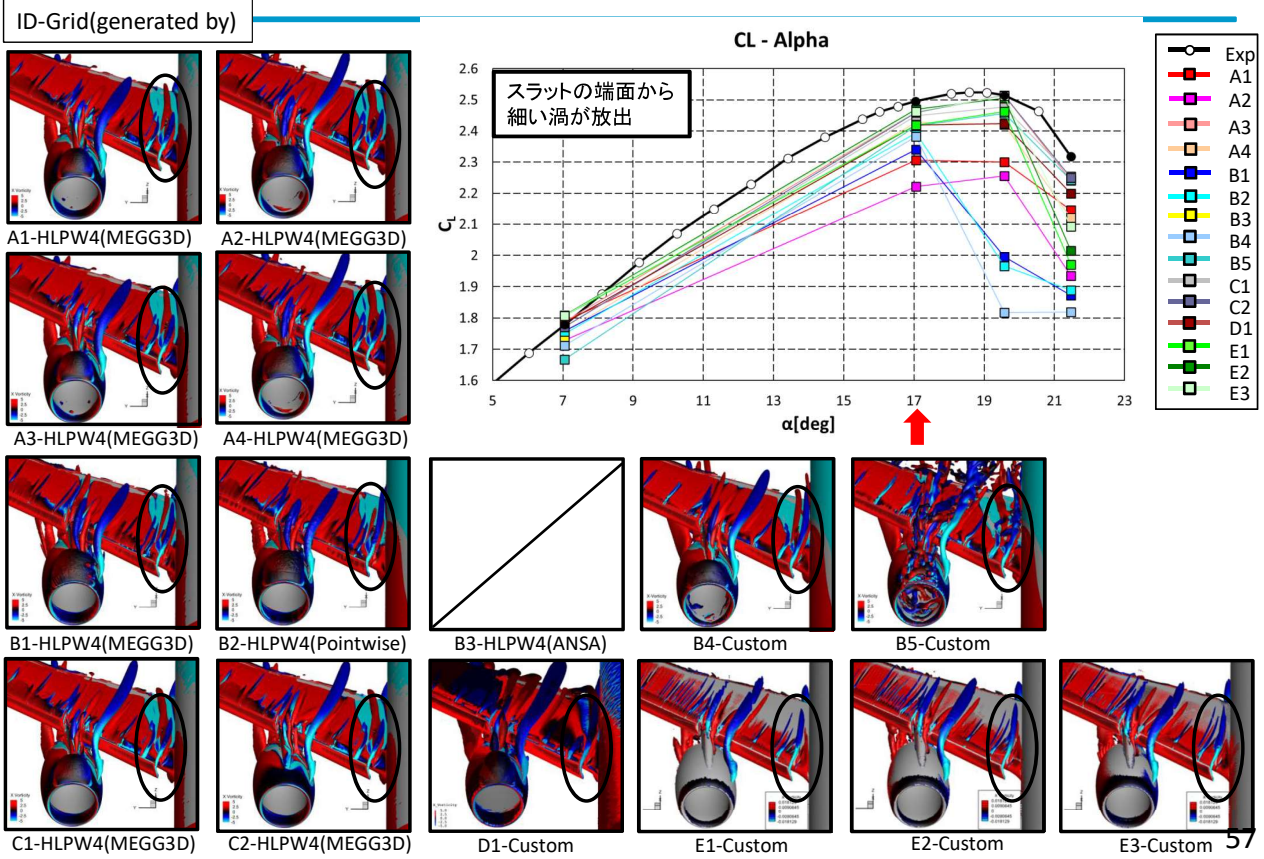 ID-Grid(generated by)
A1-HLPW4(MEGG3D)
A2-HLPW4(MEGG3D)
A3-HLPW4(MEGG3D)
A4-HLPW4(MEGG3D)
CL - Alpha
スラットの端面から
細い渦が放出
2.6
2.5
2.4
2.3
2.2
2.1
2
1.9
1.8
1.7
1.6
CL
5
7
9
11
13
15
17
19
21
23
α[deg]
Exp
A1
A2
A3
A4
B1
B2
B3
B4
B5
C1
C2
D1
E1
E2
E3
B1-HLPW4(MEGG3D)
B2-HLPW4(Pointwise)
B3-HLPW4(ANSA)
B4-Custom
B5-Custom
C1-HLPW4(MEGG3D)
C2-HLPW4(MEGG3D)
D1-Custom
E1-Custom
E2-Custom
E3-Custom
57